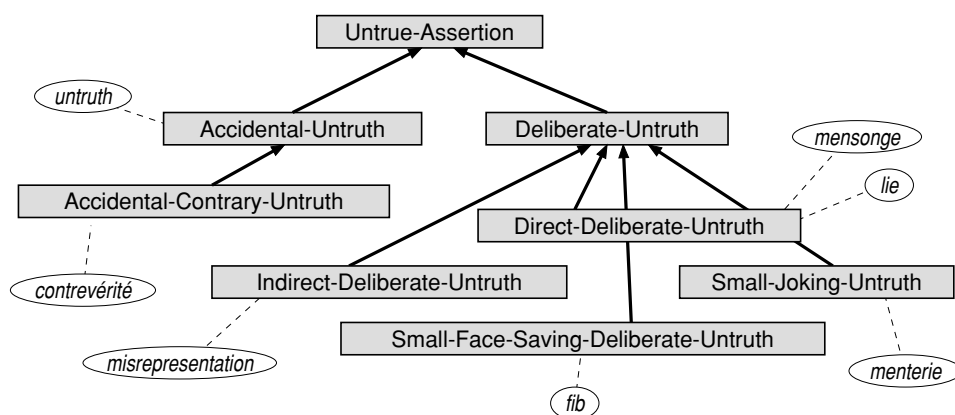 Untrue-Assertion
untruth
Accidental-Untruth
Deliberate-Untruth
mensonge
lie
Accidental-Contrary-Untruth
Direct-Deliberate-Untruth
contrevérité
Indirect-Deliberate-Untruth
Small-Joking-Untruth
Small-Face-Saving-Deliberate-Untruth
misrepresentation
menterie
fib